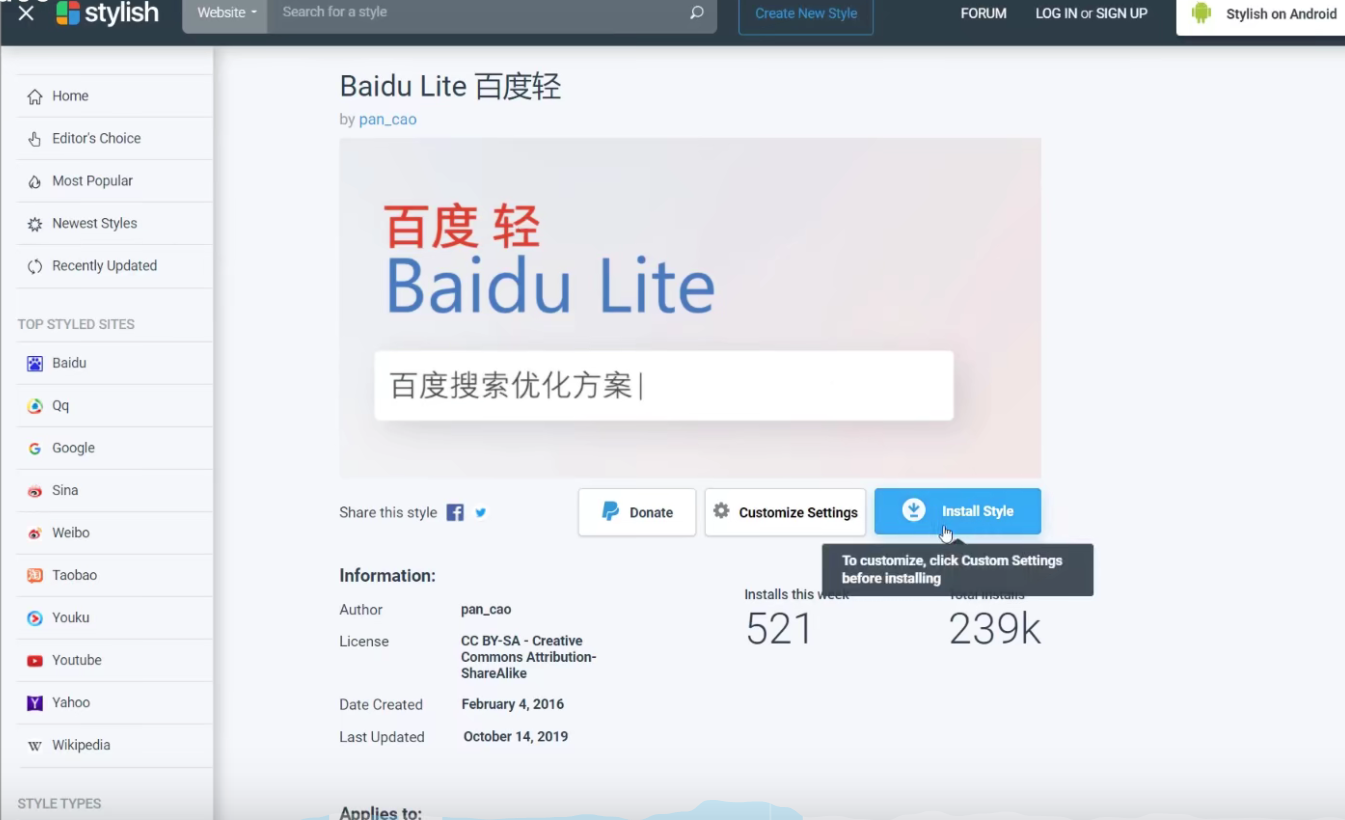 stylish
Website
Search for a style
Create New Style
FORUM
LOG IN or SIGN UP
Stylish on Android
Home
Editor's Choice
Most Popular
Newest Styles
Recently Updated
TOP STYLED SITES
Baidu
Qq
Google
Sina
Weibo
Taobao
Youku
Youtube
Yahoo
Wikipedia
STYLE TYPES
Baidu Lite 百度轻
by pan_cao
百度 轻
Baidu Lite
百度搜索优化方案
Share this style
Donate
Customize Settings
Install Style
To customize, click Custom Settings
before installing
Information:
Author pan_cao
License CC BY-SA - Creative
Commons Attribution-
ShareAlike
Date Created February 4, 2016
Last Updated October 14, 2019
Installs this week
521
Total installs
239k
Applies to: